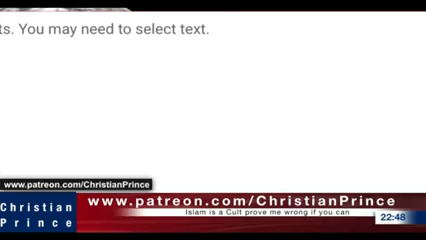 ts. You may need to select text.
www.patreon.com/ChristianPrince
www.patreon.com/ChristianPrince
Christian
Prince
Islam is a Cult prove me wrong if you can
22:48